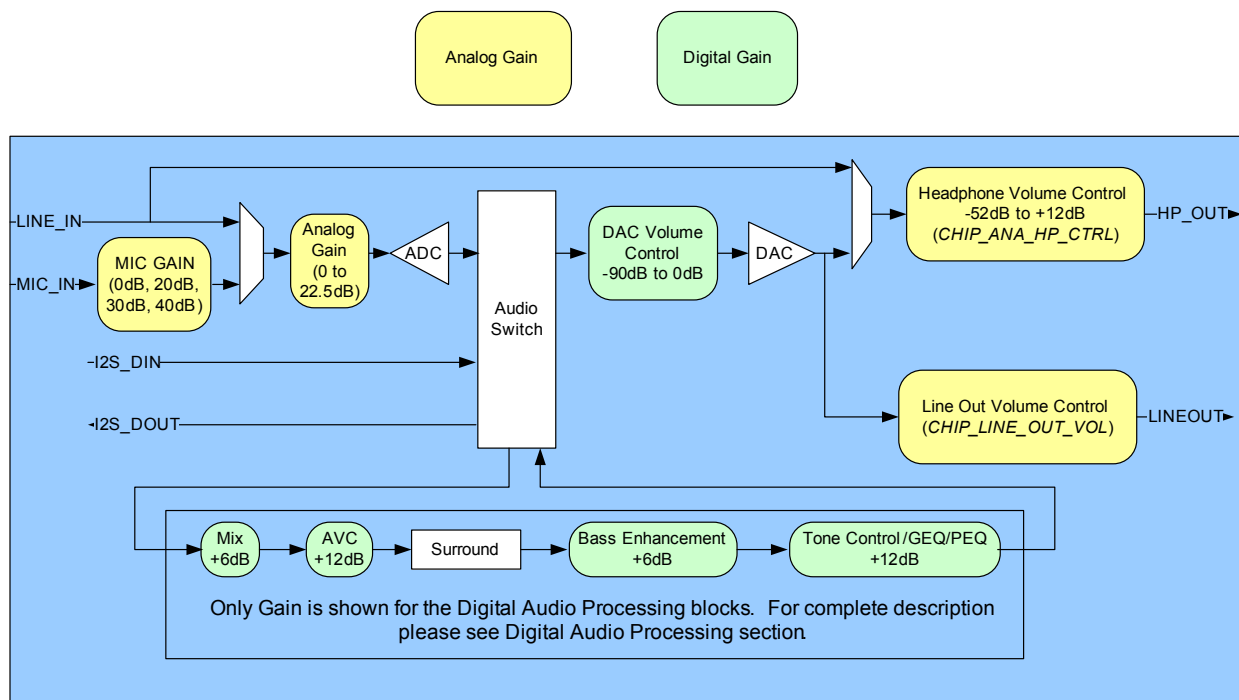 Analog Gain
Digital Gain
LINE_IN
MIC_IN
MIC GAIN
(0dB, 20dB,
30dB, 40dB)
Analog
Gain
(0 to
22.5dB)
ADC
Audio
Switch
DAC Volume
Control
-90dB to 0dB
DAC
Headphone Volume Control
-52dB to +12dB
(CHIP_ANA_HP_CTRL)
HP_OUT
I2S_DIN
I2S_DOUT
Line Out Volume Control
(CHIP_LINE_OUT_VOL)
LINEOUT
Mix
+6dB
AVC
+12dB
Surround
Bass Enhancement
+6dB
Tone Control/GEQ/PEQ
+12dB
Only Gain is shown for the Digital Audio Processing blocks. For complete description
please see Digital Audio Processing section.